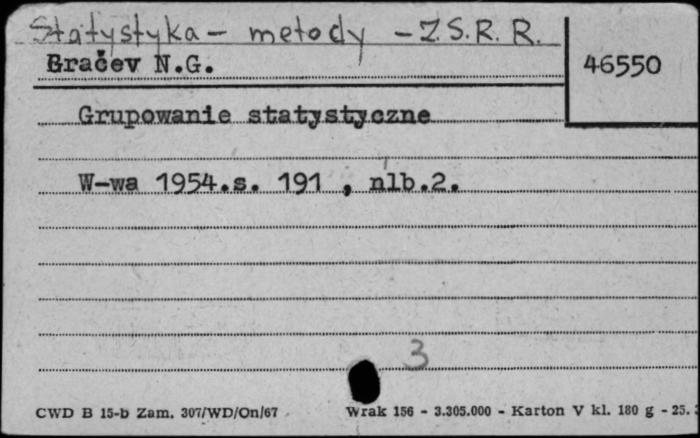 Statystyka - metody - Z.S.R.R.
Gračev N.G.
46550
Grupowanie statystyczne
W-wa 1954.s. 191 , nlb.2.
3
CWD B 15-b Zam. 307/WD/On/67 Wrak 156 - 3.305.000 - Karton V kl. 180 g - 25.